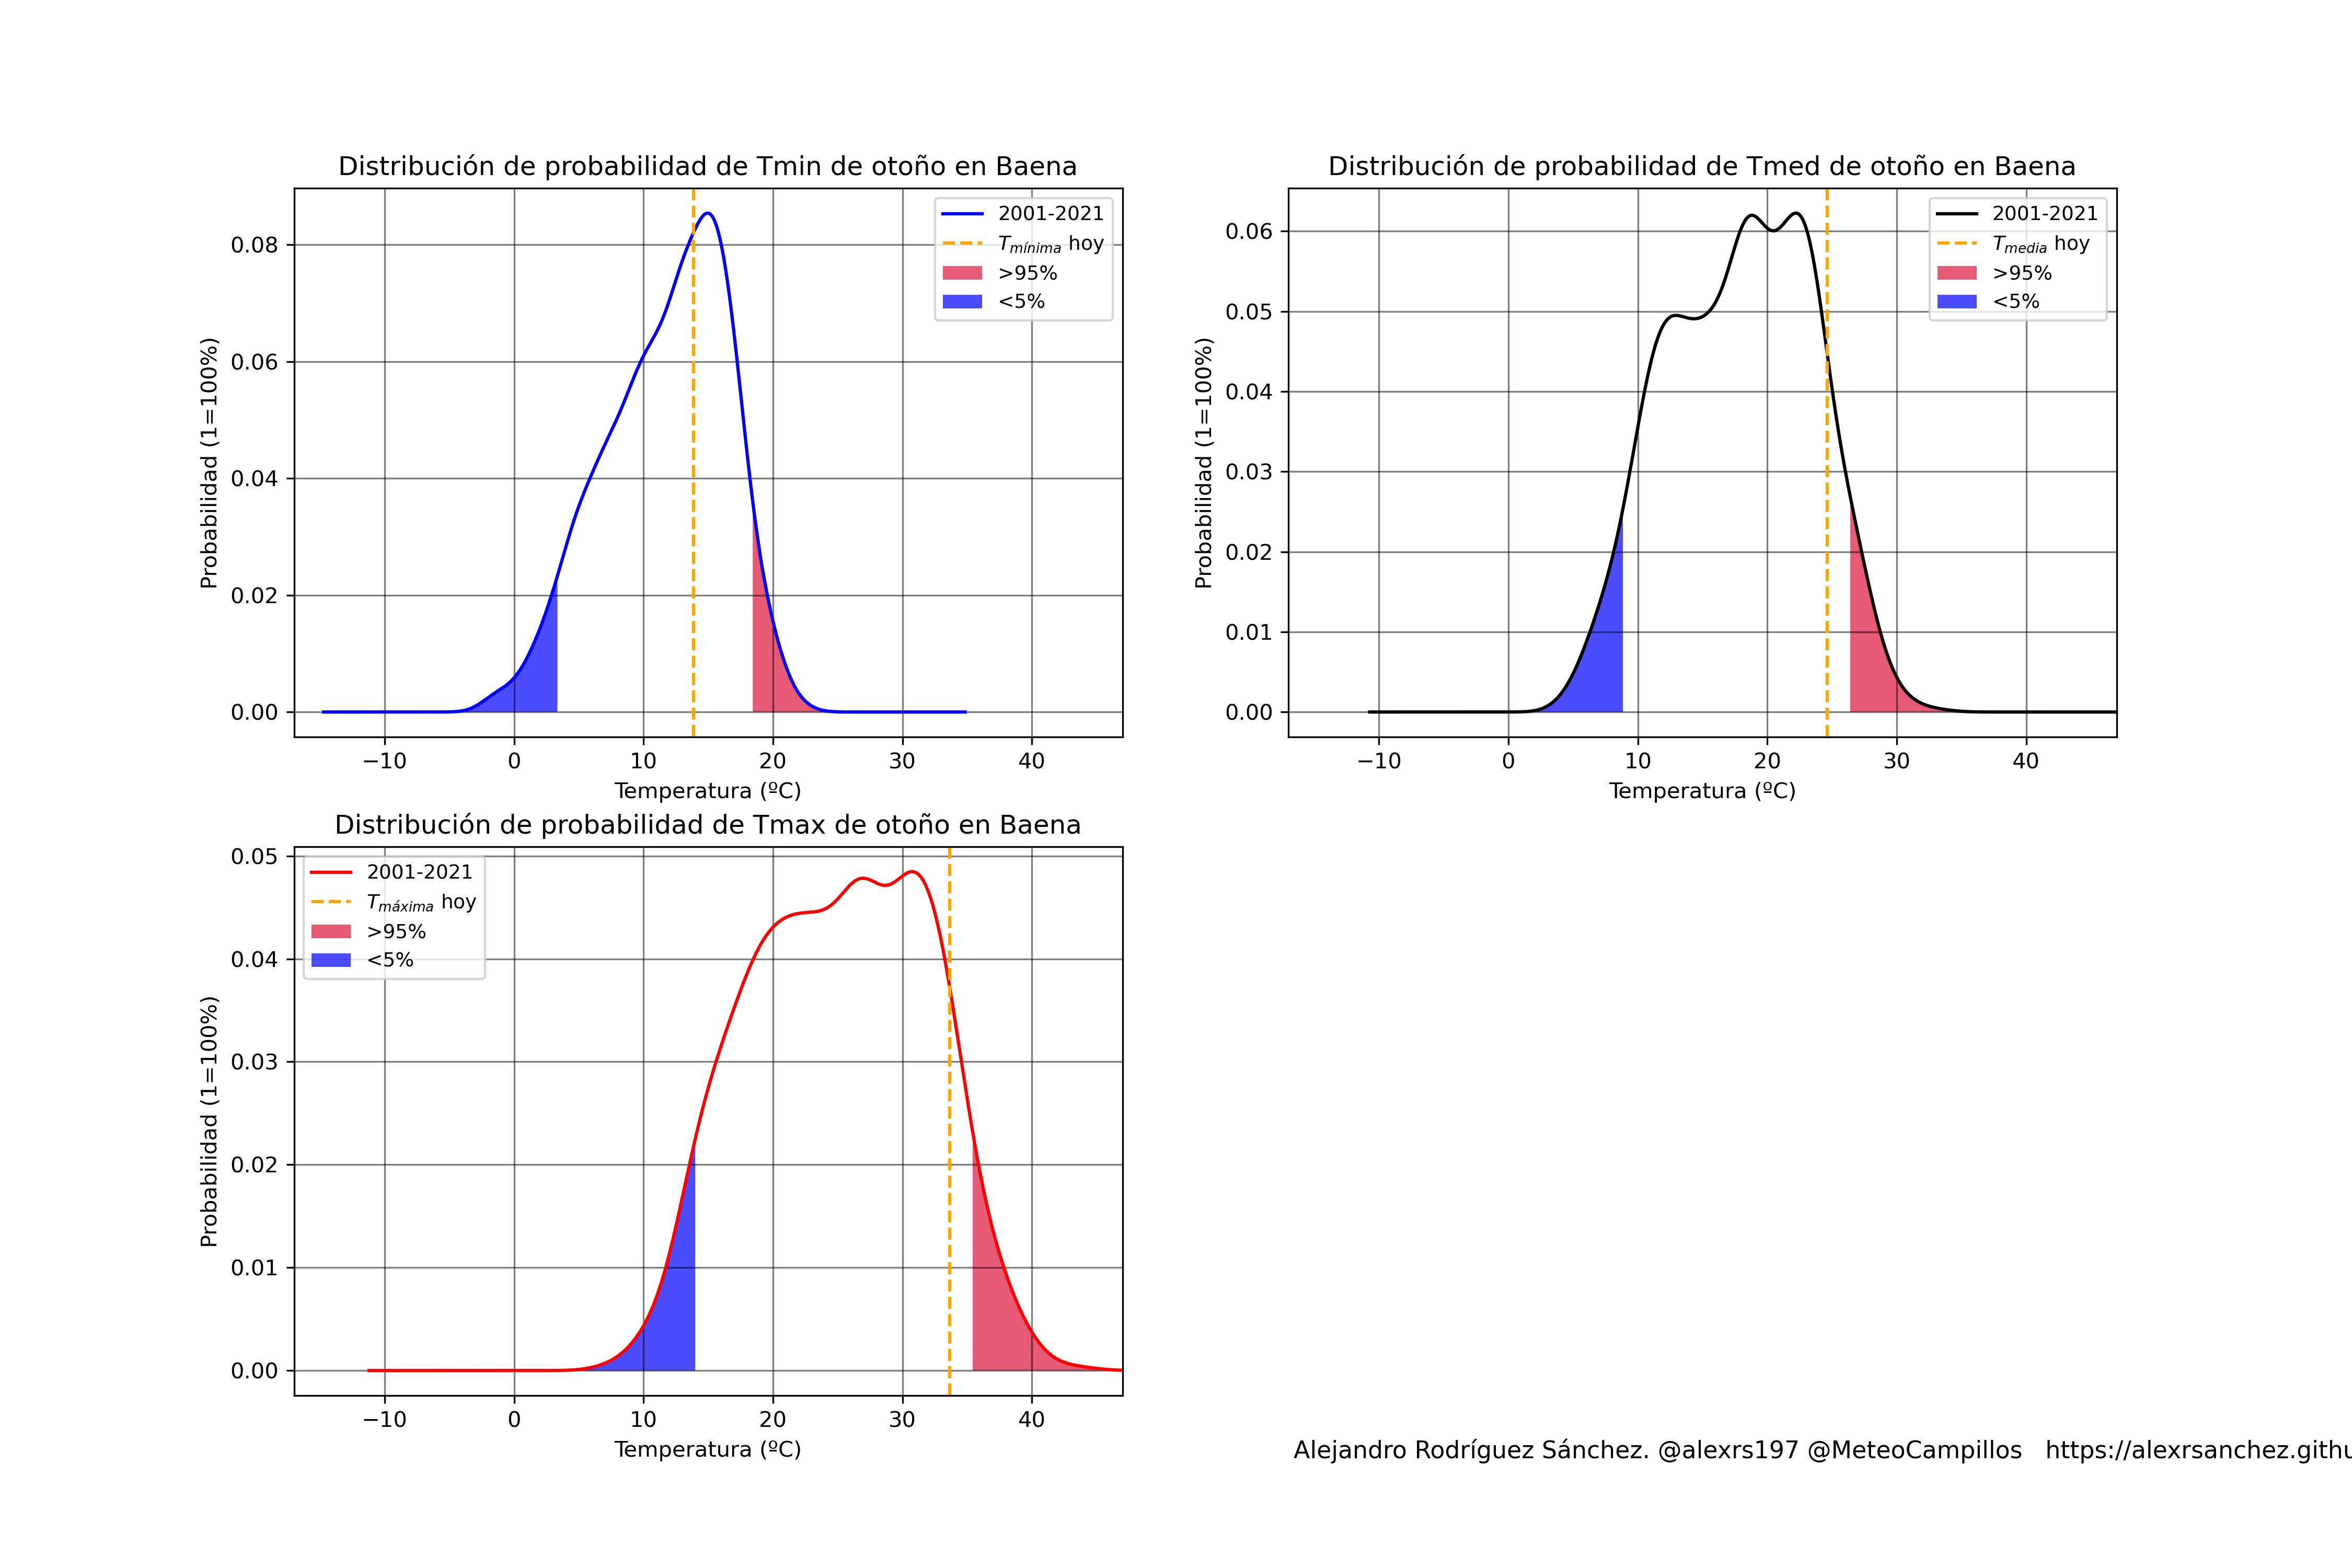 Distribución de probabilidad de Tmin de otoño en Baena
Probabilidad (1=100%)
0.08
0.06
0.04
0.02
0.00
2001-2021
Tmínima hoy
>95%
<5%
−10 0 10 20 30 40
Temperatura (ºC)
Distribución de probabilidad de Tmed de otoño en Baena
Probabilidad (1=100%)
0.06
0.05
0.04
0.03
0.02
0.01
0.00
2001-2021
Tmedia hoy
>95%
<5%
−10 0 10 20 30 40
Temperatura (ºC)
Distribución de probabilidad de Tmax de otoño en Baena
Probabilidad (1=100%)
0.05
0.04
0.03
0.02
0.01
0.00
2001-2021
Tmáxima hoy
>95%
<5%
−10 0 10 20 30 40
Temperatura (ºC)
Alejandro Rodríguez Sánchez. @alexrs197 @MeteoCampillos https://alexrsanchez.githu